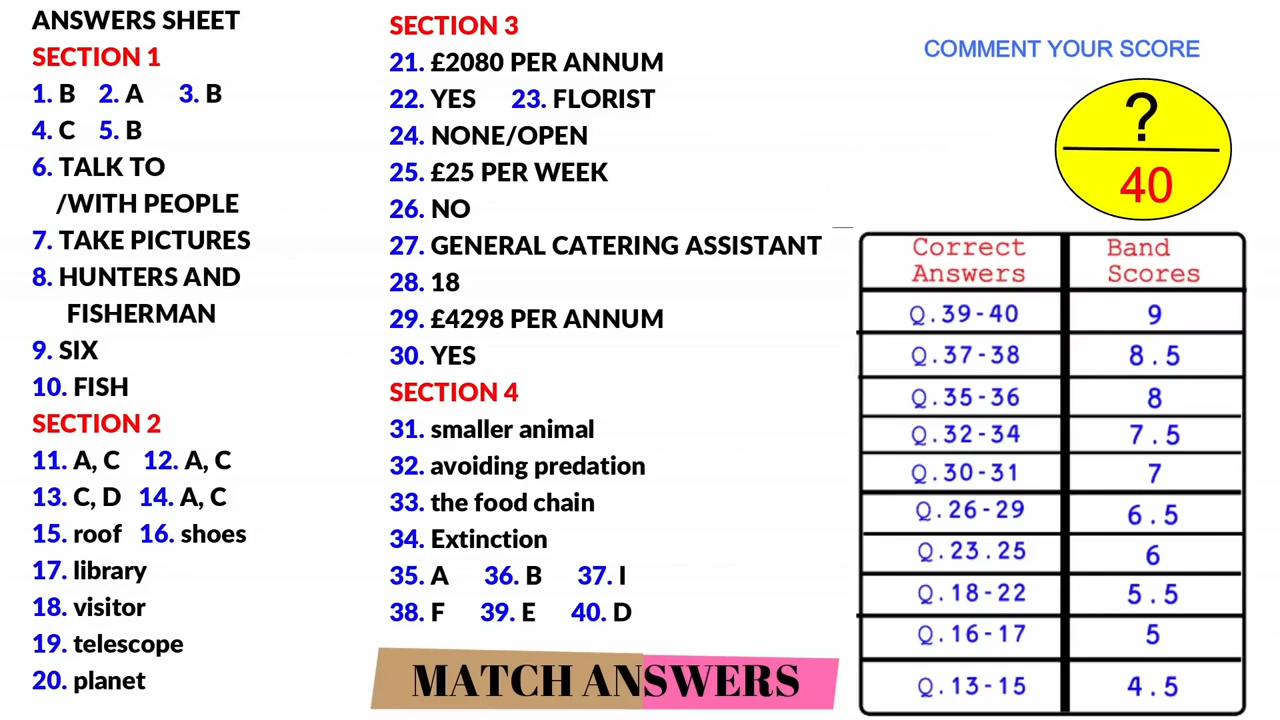 ANSWERS SHEET
SECTION 1
1. B 2. A 3. B
4. C 5. B
6. TALK TO
/WITH PEOPLE
7. TAKE PICTURES
8. HUNTERS AND
FISHERMAN
9. SIX
10. FISH
SECTION 2
11. A, C 12. A, C
13. C, D 14. A, C
15. roof 16. shoes
17. library
18. visitor
19. telescope
20. planet
SECTION 3
21. £2080 PER ANNUM
22. YES 23. FLORIST
24. NONE/OPEN
25. £25 PER WEEK
26. NO
27. GENERAL CATERING ASSISTANT
28. 18
29. £4298 PER ANNUM
30. YES
SECTION 4
31. smaller animal
32. avoiding predation
33. the food chain
34. Extinction
35. A 36. B 37. I
38. F 39. E 40. D
MATCH ANSWERS
COMMENT YOUR SCORE
?
40
Correct Answers Band Scores
Q.39-40 9
Q.37-38 8.5
Q.35-36 8
Q.32-34 7.5
Q.30-31 7
Q.26-29 6.5
Q.23.25 6
Q.18-22 5.5
Q.16-17 5
Q.13-15 4.5